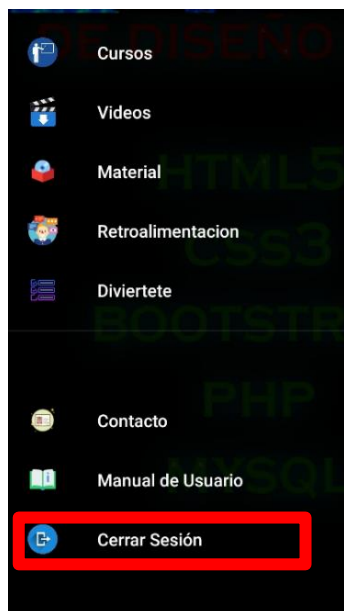 DE DISEÑO
Cursos
Videos
HTML5
Material
Retroalimentacion
CSS3
Diviertete
BOOTSTR
PHP
Contacto
MYSQL
Manual de Usuario
Cerrar Sesión